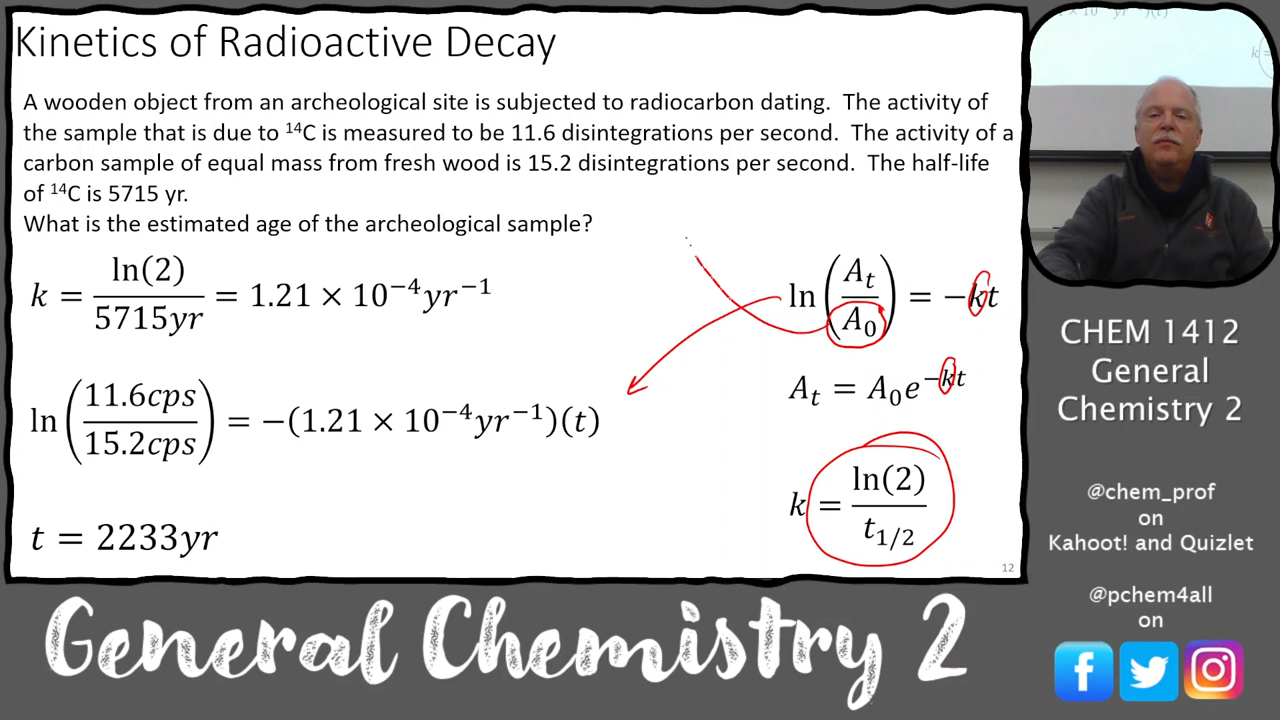 Kinetics of Radioactive Decay
A wooden object from an archeological site is subjected to radiocarbon dating. The activity of
the sample that is due to ¹⁴C is measured to be 11.6 disintegrations per second. The activity of a
carbon sample of equal mass from fresh wood is 15.2 disintegrations per second. The half-life
of ¹⁴C is 5715 yr.
What is the estimated age of the archeological sample?
k = ln(2) / 5715yr = 1.21 × 10⁻⁴yr⁻¹
ln(11.6cps / 15.2cps) = −(1.21 × 10⁻⁴yr⁻¹)(t)
t = 2233yr
ln(Aₜ / A₀) = −kt
Aₜ = A₀e⁻ᵏᵗ
k = ln(2) / t₁/₂
12
CHEM 1412
General
Chemistry 2
@chem_prof
on
Kahoot! and Quizlet
@pchem4all
on
General Chemistry 2